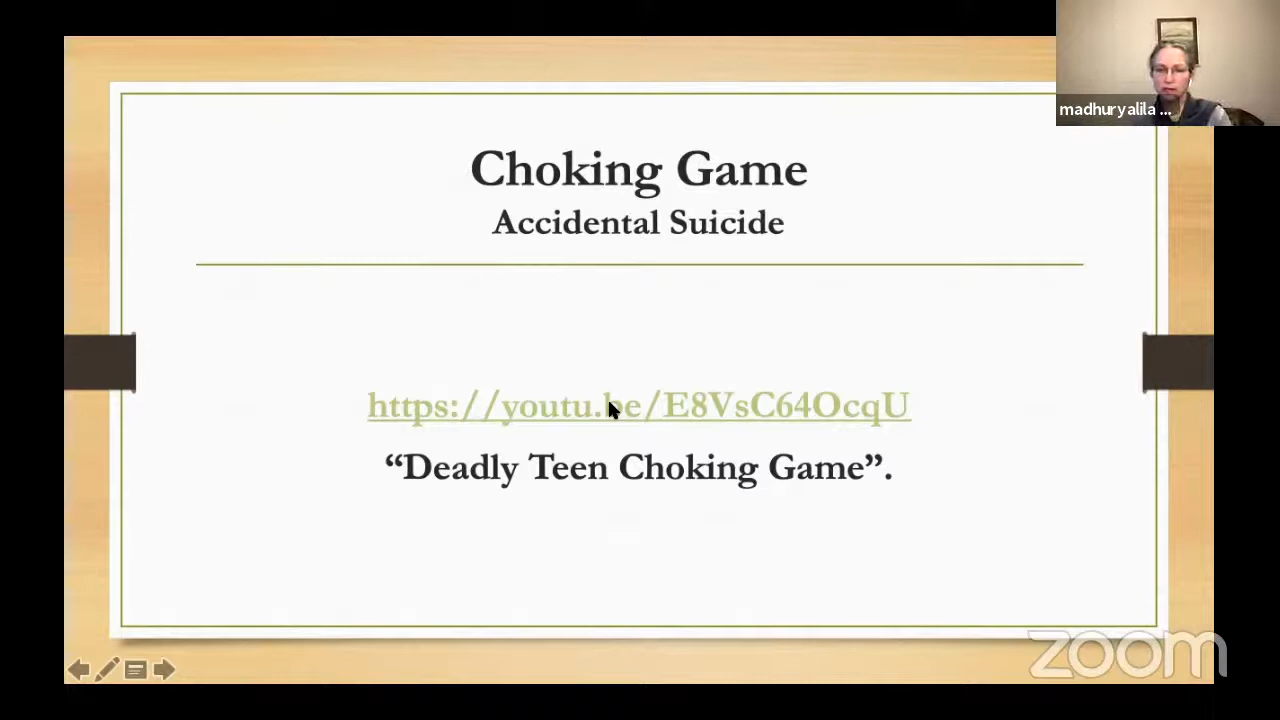 madhuryalila ...
Choking Game
Accidental Suicide
https://youtu.be/E8VsC64OcqU
“Deadly Teen Choking Game”.
zoom